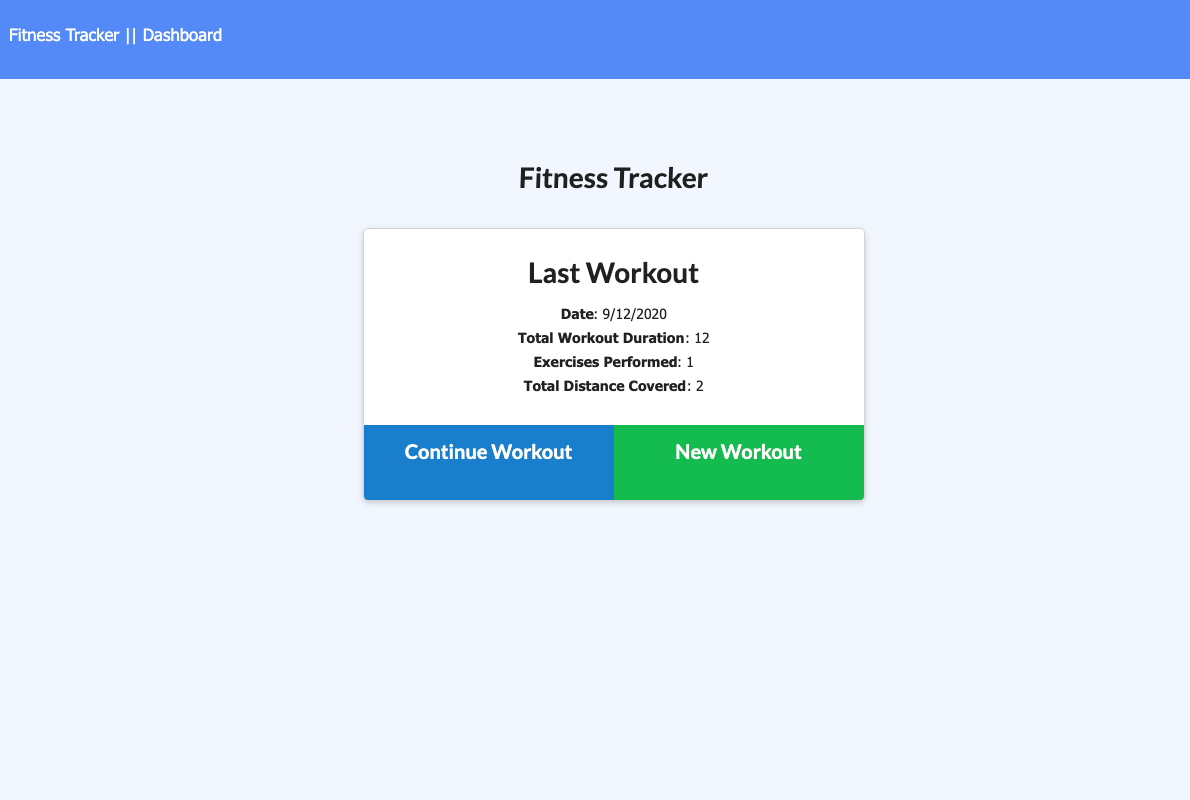 Fitness Tracker || Dashboard
Fitness Tracker
Last Workout
Date: 9/12/2020
Total Workout Duration: 12
Exercises Performed: 1
Total Distance Covered: 2
Continue Workout
New Workout